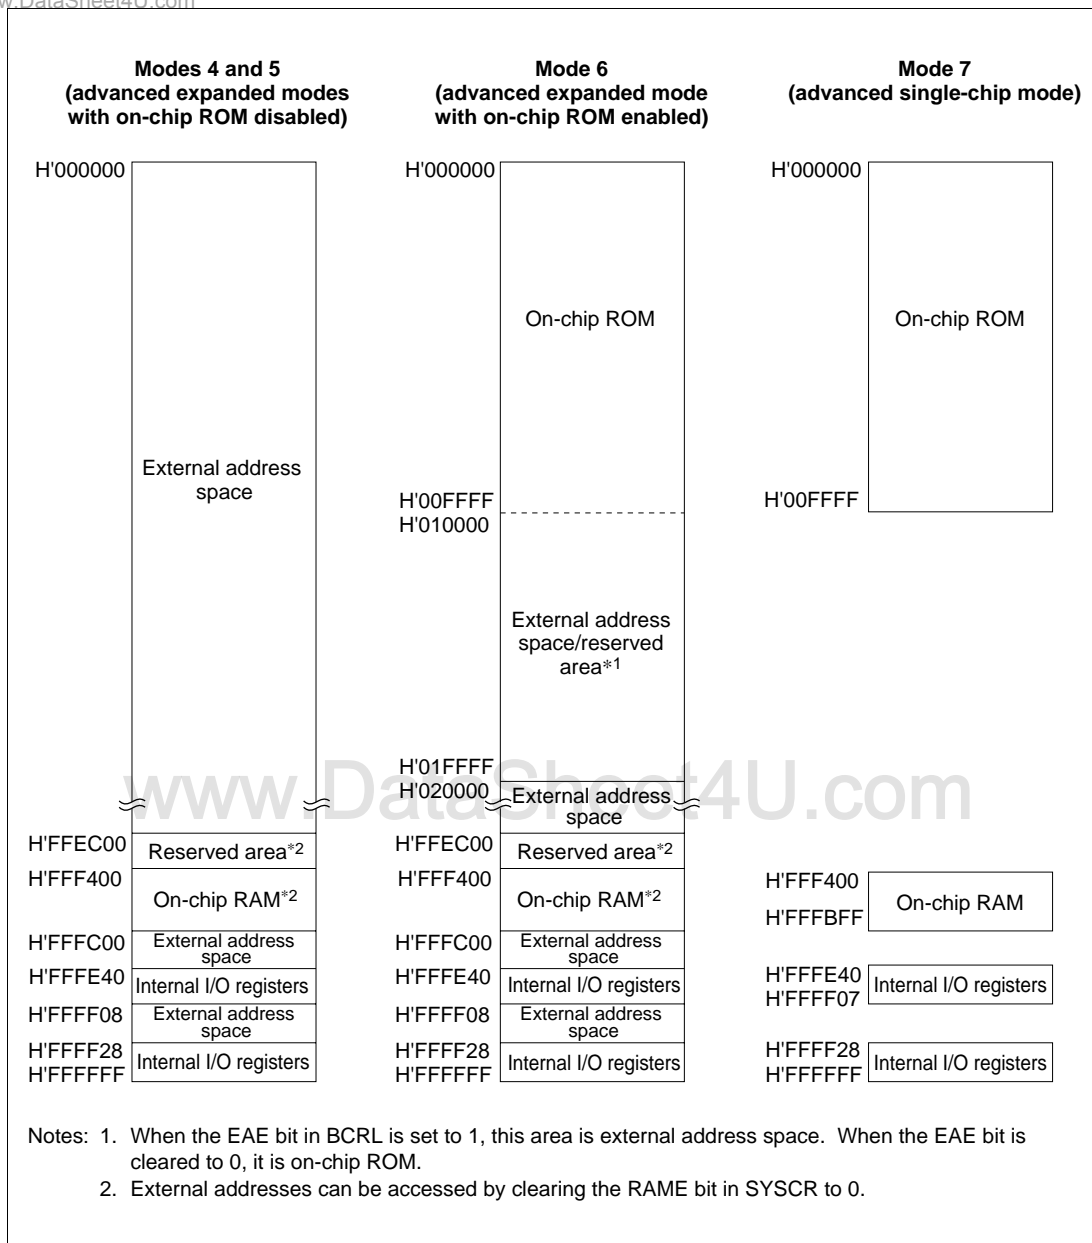 w.DataSheet4U.com
Modes 4 and 5
(advanced expanded modes
with on-chip ROM disabled)
H'000000
External address
space
H'FFEC00
Reserved area*2
H'FFF400
On-chip RAM*2
H'FFFC00
External address
space
H'FFFE40
Internal I/O registers
H'FFFF08
External address
space
H'FFFF28
Internal I/O registers
H'FFFFFF
Mode 6
(advanced expanded mode
with on-chip ROM enabled)
H'000000
On-chip ROM
H'00FFFF
H'010000
External address
space/reserved
area*1
H'01FFFF
H'020000
External address
space
H'FFEC00
Reserved area*2
H'FFF400
On-chip RAM*2
H'FFFC00
External address
space
H'FFFE40
Internal I/O registers
H'FFFF08
External address
space
H'FFFF28
Internal I/O registers
H'FFFFFF
Mode 7
(advanced single-chip mode)
H'000000
On-chip ROM
H'00FFFF
H'FFF400
On-chip RAM
H'FFFBFF
H'FFFE40
Internal I/O registers
H'FFFF07
H'FFFF28
Internal I/O registers
H'FFFFFF
www.DataSheet4U.com
Notes: 1. When the EAE bit in BCRL is set to 1, this area is external address space. When the EAE bit is
cleared to 0, it is on-chip ROM.
2. External addresses can be accessed by clearing the RAME bit in SYSCR to 0.